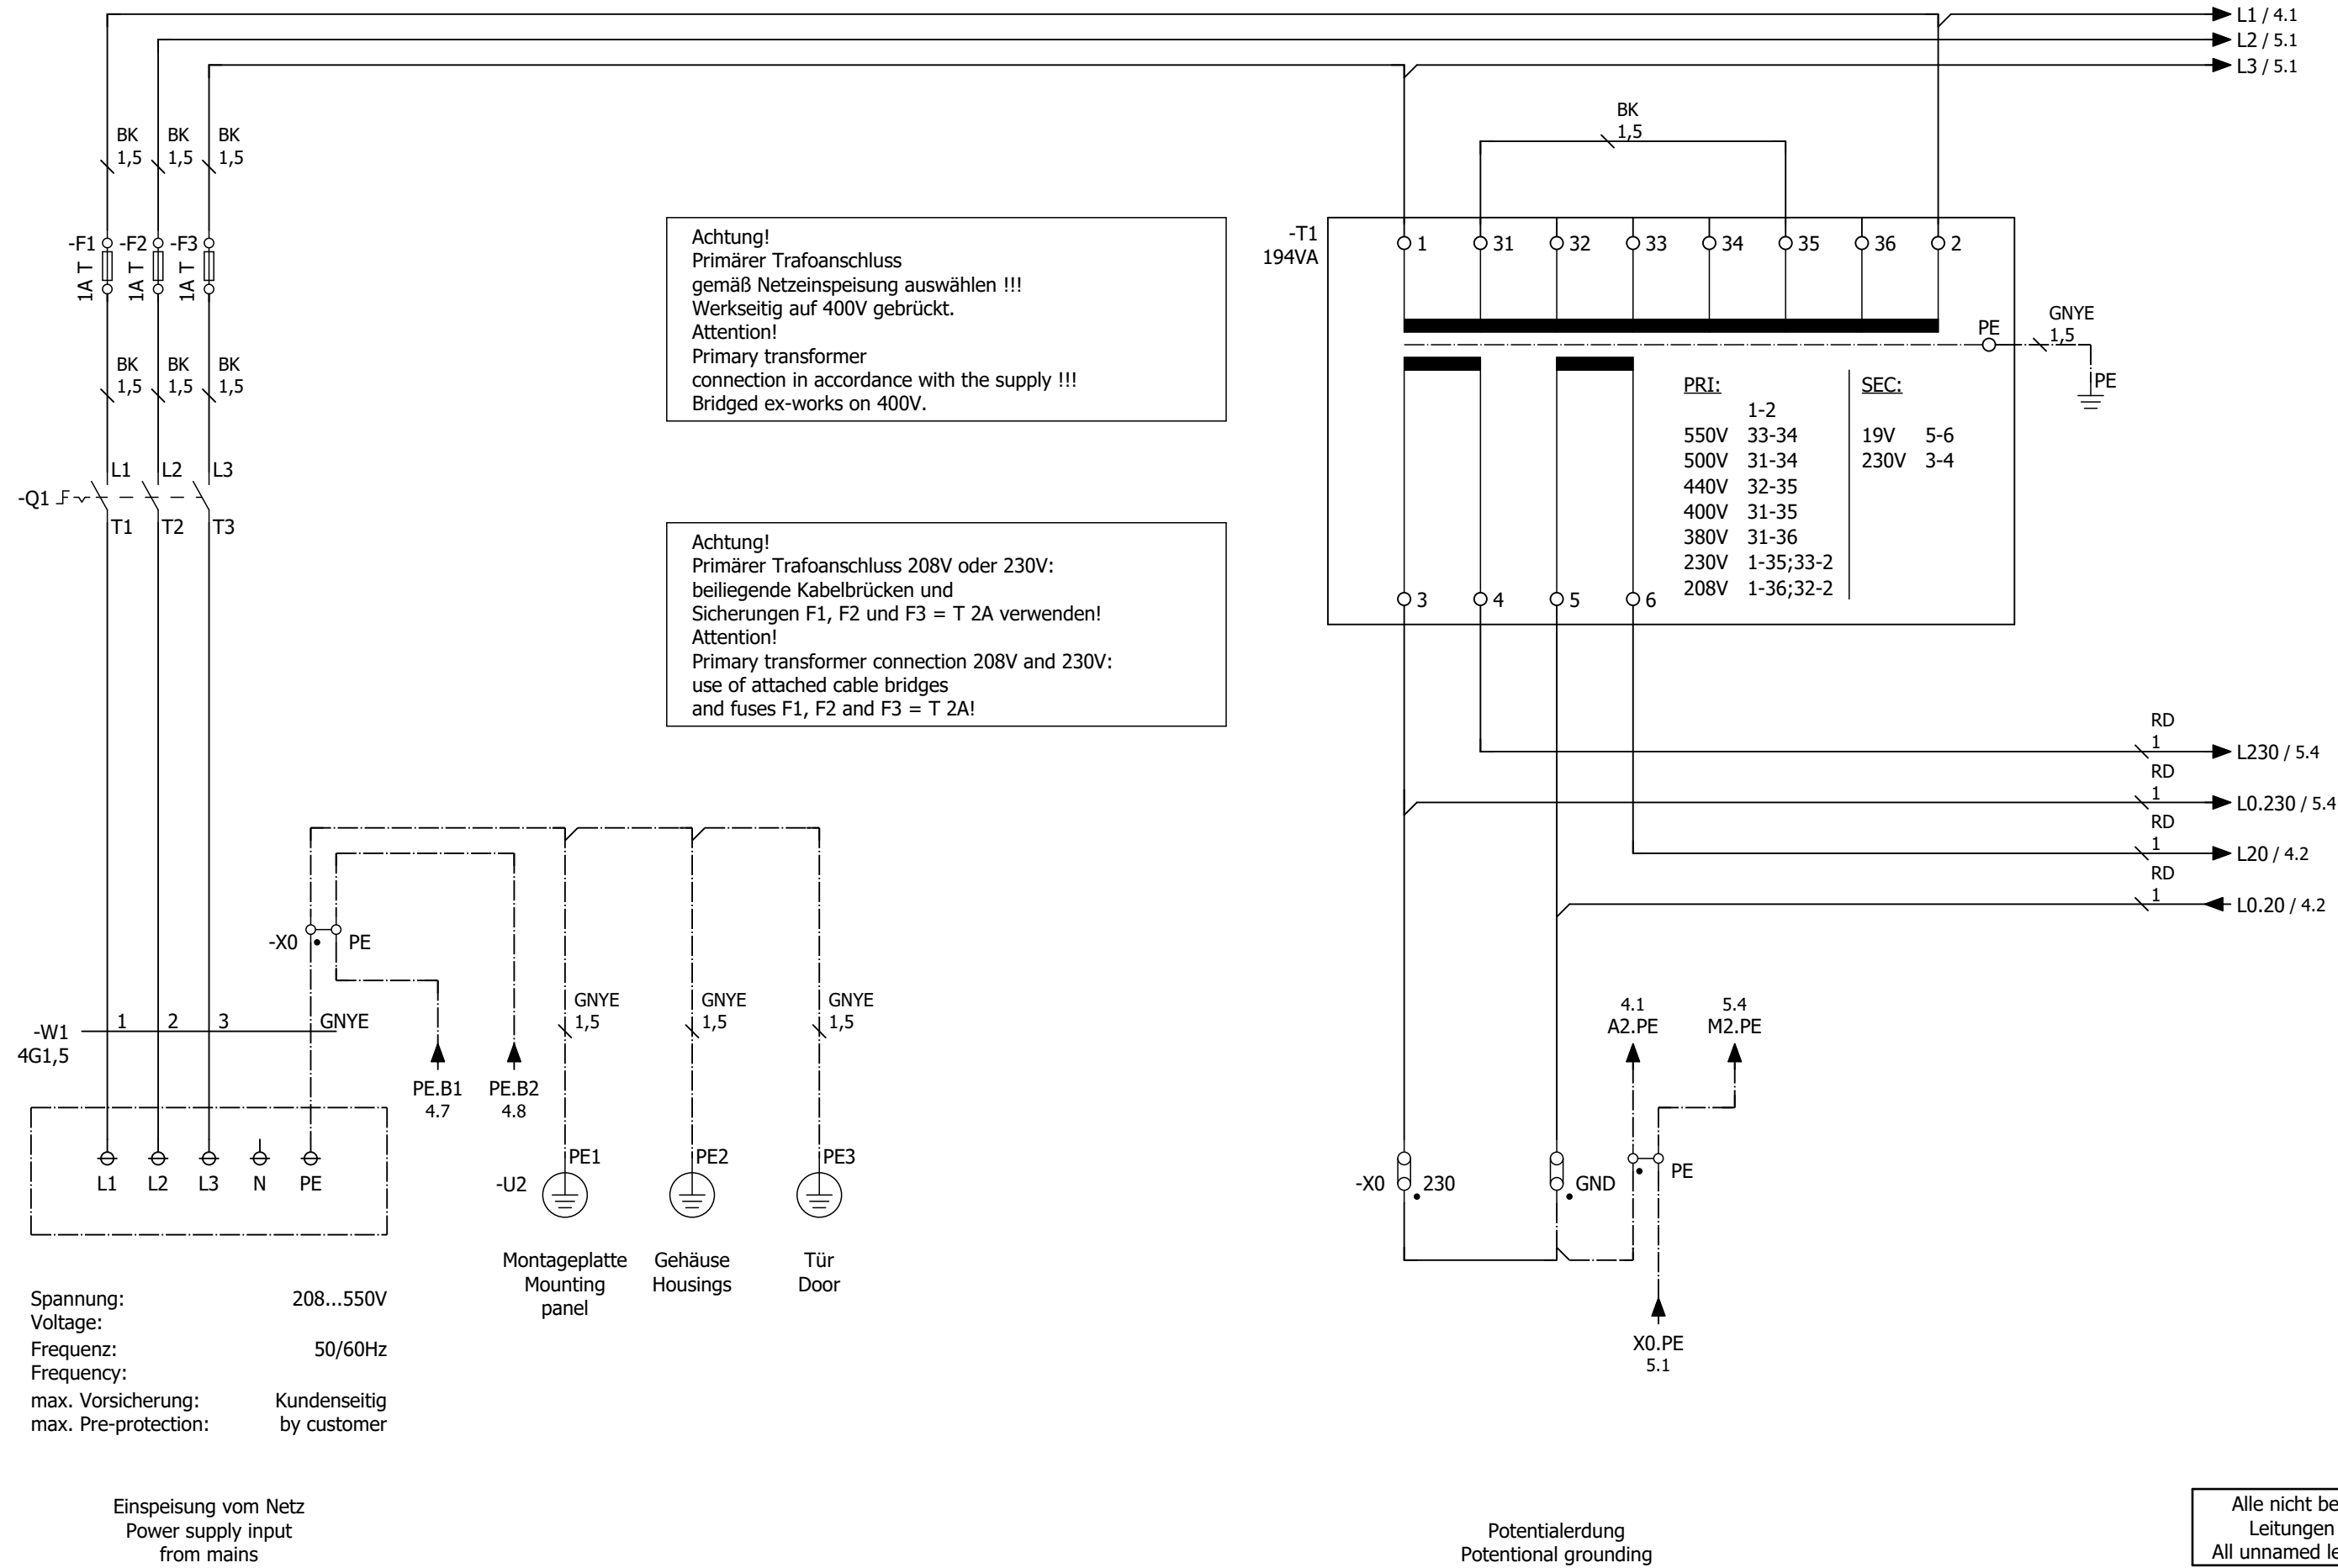 L1 / 4.1
L2 / 5.1
L3 / 5.1
BK
1,5
BK
1,5
BK
1,5
BK
1,5
-F1
1A T
-F2
1A T
-F3
1A T
BK
1,5
BK
1,5
BK
1,5
L1
L2
L3
-Q1
T1
T2
T3
Achtung!
Primärer Trafoanschluss
gemäß Netzeinspeisung auswählen !!!
Werkseitig auf 400V gebrückt.
Attention!
Primary transformer
connection in accordance with the supply !!!
Bridged ex-works on 400V.
Achtung!
Primärer Trafoanschluss 208V oder 230V:
beiliegende Kabelbrücken und
Sicherungen F1, F2 und F3 = T 2A verwenden!
Attention!
Primary transformer connection 208V and 230V:
use of attached cable bridges
and fuses F1, F2 and F3 = T 2A!
-T1
194VA
1
31
32
33
34
35
36
2
PE
GNYE
1,5
PE
PRI:
1-2
550V 33-34
500V 31-34
440V 32-35
400V 31-35
380V 31-36
230V 1-35;33-2
208V 1-36;32-2
SEC:
19V 5-6
230V 3-4
3
4
5
6
RD
1
L230 / 5.4
RD
1
L0.230 / 5.4
RD
1
L20 / 4.2
RD
1
L0.20 / 4.2
-X0
PE
-W1
4G1,5
1
2
3
GNYE
PE.B1
4.7
PE.B2
4.8
GNYE
1,5
GNYE
1,5
GNYE
1,5
L1
L2
L3
N
PE
-U2
PE1
PE2
PE3
Montageplatte
Mounting
panel
Gehäuse
Housings
Tür
Door
4.1
A2.PE
5.4
M2.PE
-X0
230
GND
PE
X0.PE
5.1
Spannung: 208...550V
Voltage:
Frequenz: 50/60Hz
Frequency:
max. Vorsicherung: Kundenseitig
max. Pre-protection: by customer
Einspeisung vom Netz
Power supply input
from mains
Potentialerdung
Potentional grounding
Alle nicht be
Leitungen
All unnamed le